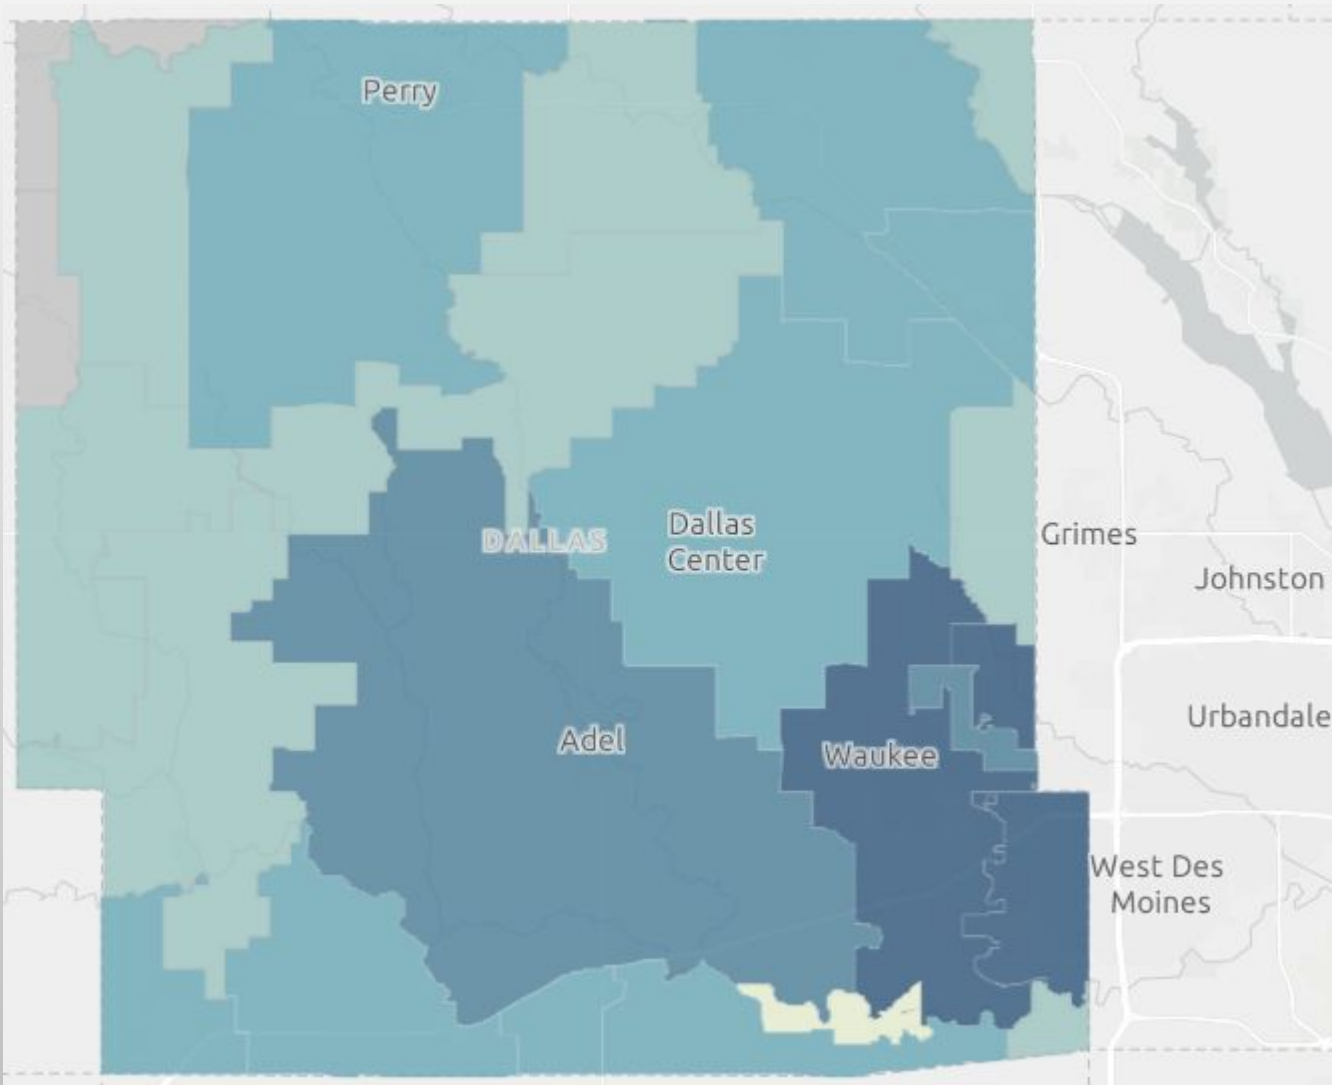 Perry
DALLAS
Dallas
Center
Grimes
Johnston
Urbandale
Adel
Waukee
West Des
Moines